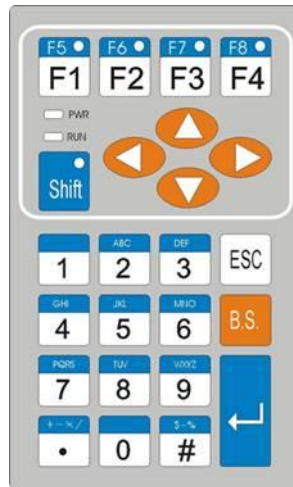 F5 F6 F7 F8
F1 F2 F3 F4
PWR
RUN
Shift
ABC DEF
1 2 3 ESC
GHI JKL MNO
4 5 6 B.S.
PQRS TUV WXYZ
7 8 9
+-×/ $-%
• 0 #